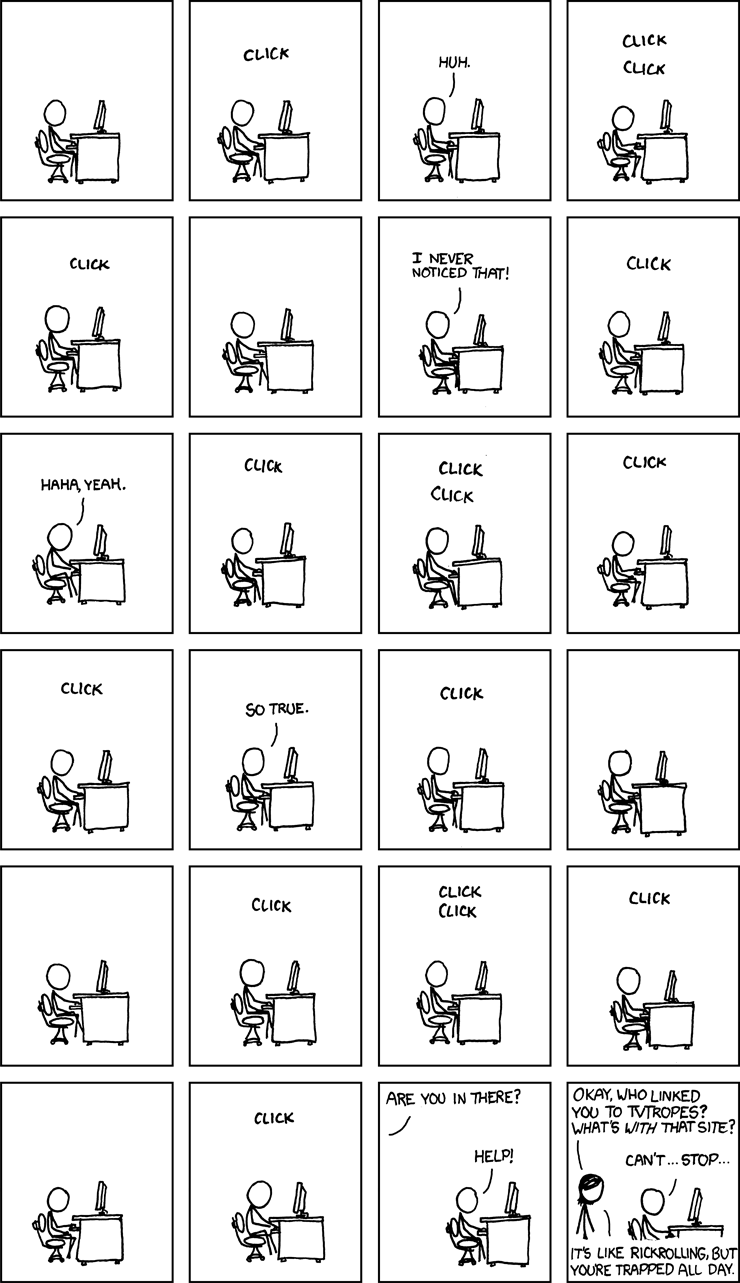 CLICK
HUH.
CLICK
CLICK
CLICK
I NEVER
NOTICED THAT!
CLICK
HAHA, YEAH.
CLICK
CLICK
CLICK
CLICK
CLICK
SO TRUE.
CLICK
CLICK
CLICK
CLICK
CLICK
CLICK
ARE YOU IN THERE?
HELP!
OKAY, WHO LINKED
YOU TO TVTROPES?
WHAT'S WITH THAT SITE?
CAN'T... STOP...
IT'S LIKE RICKROLLING, BUT
YOU'RE TRAPPED ALL DAY.